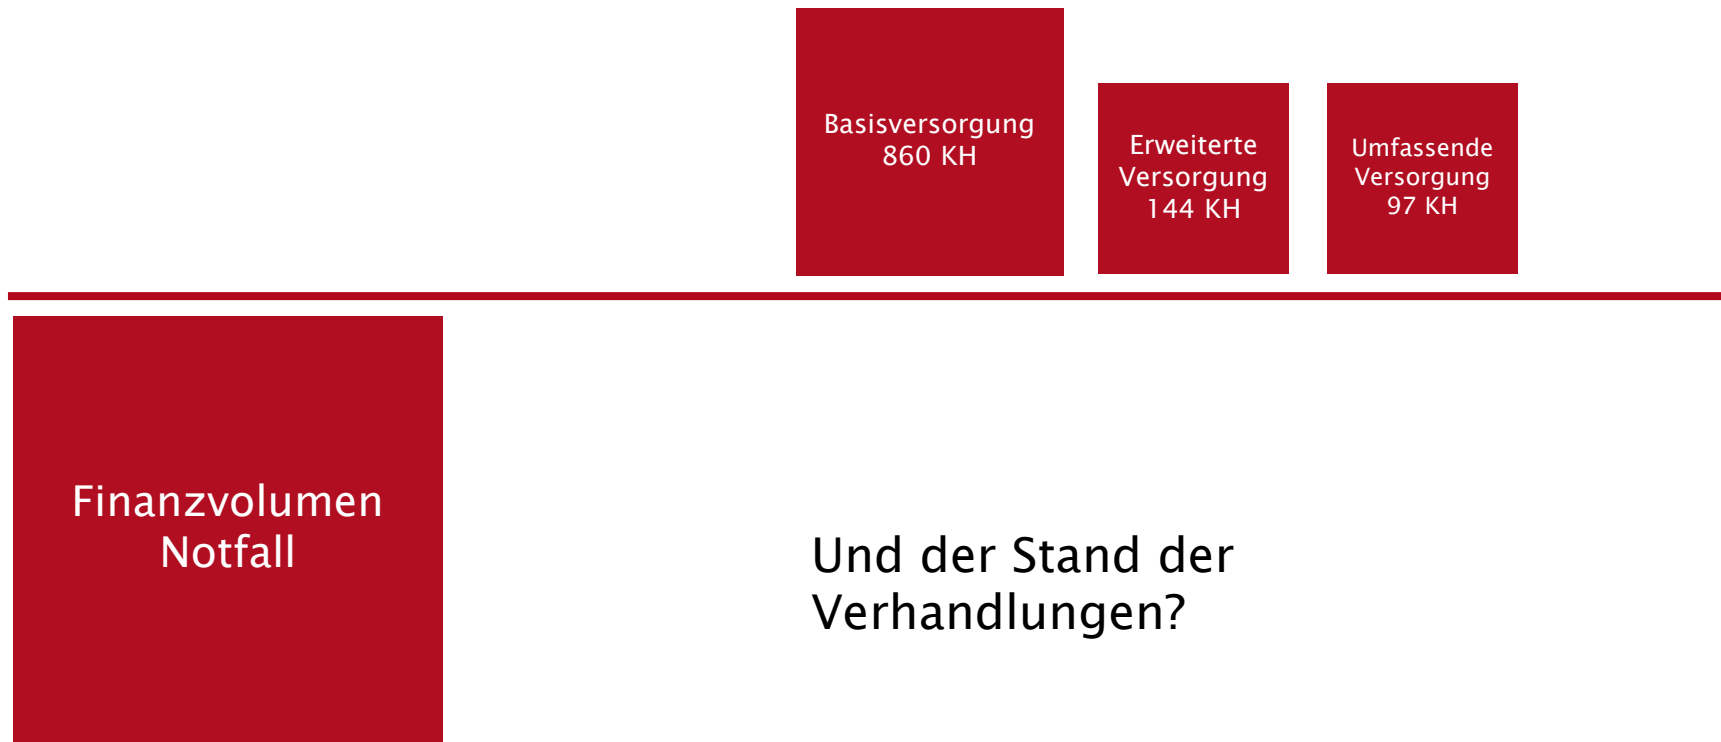 Basisversorgung
860 KH
Erweiterte
Versorgung
144 KH
Umfassende
Versorgung
97 KH
Finanzvolumen
Notfall
Und der Stand der
Verhandlungen?